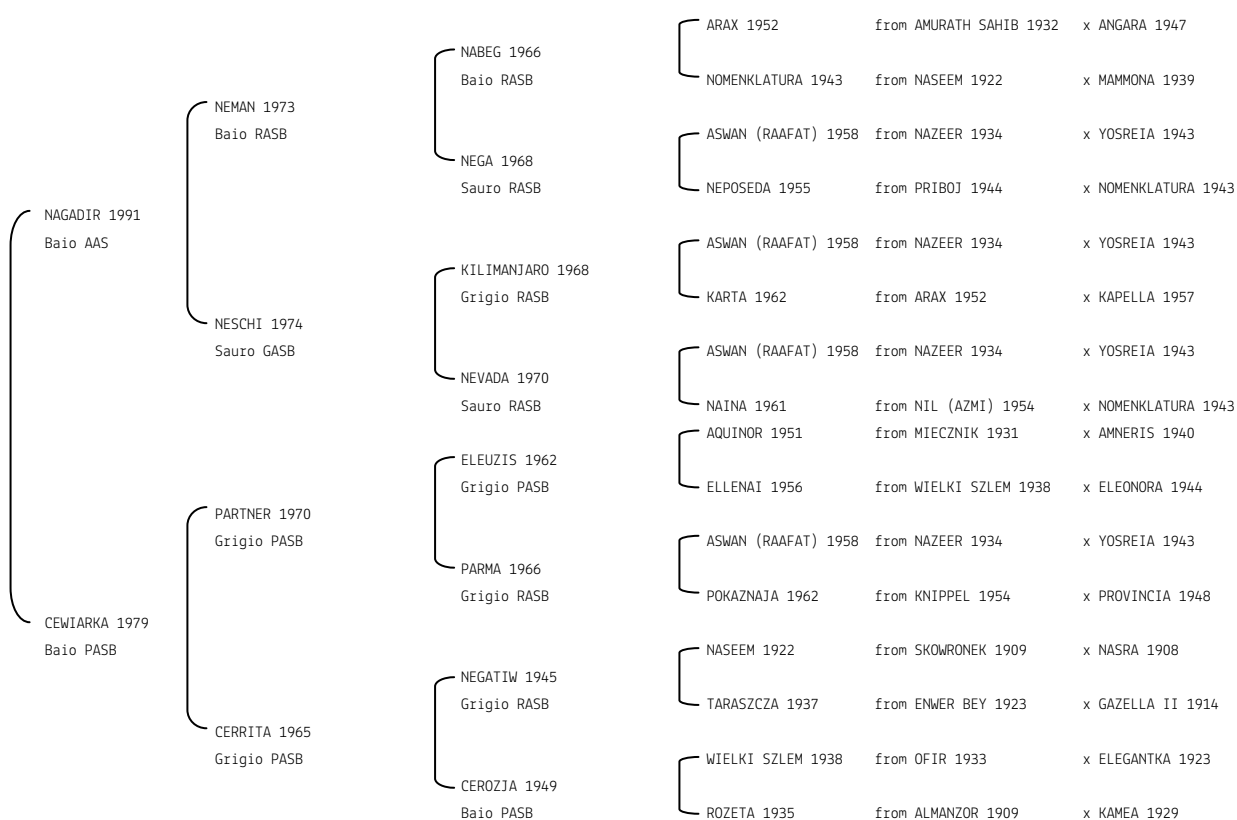 ARAX 1952 from AMURATH SAHIB 1932 x ANGARA 1947
NABEG 1966
Baio RASB
NOMENKLATURA 1943 from NASEEM 1922 x MAMMONA 1939
NEMAN 1973
Baio RASB
ASWAN (RAAFAT) 1958 from NAZEER 1934 x YOSREIA 1943
NEGA 1968
Sauro RASB
NEPOSEDA 1955 from PRIBOJ 1944 x NOMENKLATURA 1943
NAGADIR 1991
Baio AAS
ASWAN (RAAFAT) 1958 from NAZEER 1934 x YOSREIA 1943
KILIMANJARO 1968
Grigio RASB
KARTA 1962 from ARAX 1952 x KAPELLA 1957
NESCHI 1974
Sauro GASB
ASWAN (RAAFAT) 1958 from NAZEER 1934 x YOSREIA 1943
NEVADA 1970
Sauro RASB
NAINA 1961 from NIL (AZMI) 1954 x NOMENKLATURA 1943
AQUINOR 1951 from MIECZNIK 1931 x AMNERIS 1940
ELEUZIS 1962
Grigio PASB
ELLENAI 1956 from WIELKI SZLEM 1938 x ELEONORA 1944
PARTNER 1970
Grigio PASB
ASWAN (RAAFAT) 1958 from NAZEER 1934 x YOSREIA 1943
PARMA 1966
Grigio RASB
POKAZNAJA 1962 from KNIPPEL 1954 x PROVINCIA 1948
CEWIARKA 1979
Baio PASB
NASEEM 1922 from SKOWRONEK 1909 x NASRA 1908
NEGATIW 1945
Grigio RASB
TARASZCZA 1937 from ENWER BEY 1923 x GAZELLA II 1914
CERRITA 1965
Grigio PASB
WIELKI SZLEM 1938 from OFIR 1933 x ELEGANTKA 1923
CEROZJA 1949
Baio PASB
ROZETA 1935 from ALMANZOR 1909 x KAMEA 1929